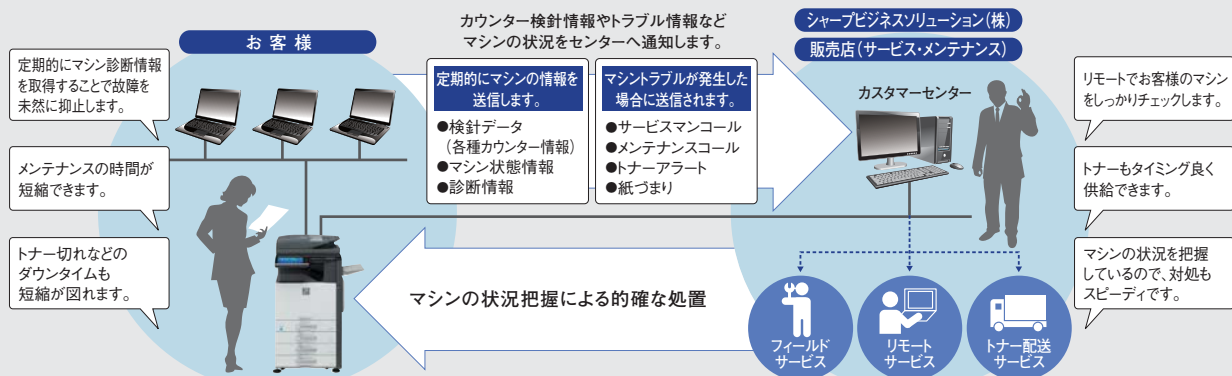 お客様
定期的にマシン診断情報
を取得することで故障を
未然に抑止します。
メンテナンスの時間が
短縮できます。
トナー切れなどの
ダウンタイムも
短縮が図れます。
カウンター検針情報やトラブル情報など
マシンの状況をセンターへ通知します。
定期的にマシンの情報を
送信します。
●検針データ
(各種カウンター情報)
●マシン状態情報
●診断情報
マシントラブルが発生した
場合に送信されます。
●サービスマンコール
●メンテナンスコール
●トナーアラート
●紙づまり
マシンの状況把握による的確な処置
シャープビジネスソリューション(株)
販売店(サービス・メンテナンス)
カスタマーセンター
フィールド
サービス
リモート
サービス
トナー配送
サービス
リモートでお客様のマシン
をしっかりチェックします。
トナーもタイミング良く
供給できます。
マシンの状況を把握
しているので、対処も
スピーディです。